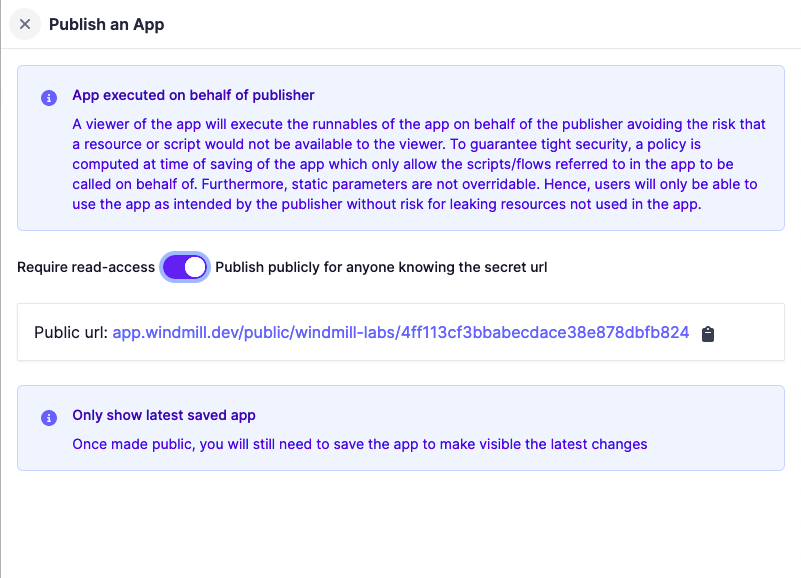 Publish an App
App executed on behalf of publisher
A viewer of the app will execute the runnables of the app on behalf of the publisher avoiding the risk that
a resource or script would not be available to the viewer. To guarantee tight security, a policy is
computed at time of saving of the app which only allow the scripts/flows referred to in the app to be
called on behalf of. Furthermore, static parameters are not overridable. Hence, users will only be able to
use the app as intended by the publisher without risk for leaking resources not used in the app.
Require read-access Publish publicly for anyone knowing the secret url
Public url: app.windmill.dev/public/windmill-labs/4ff113cf3bbabecdace38e878dbfb824
Only show latest saved app
Once made public, you will still need to save the app to make visible the latest changes